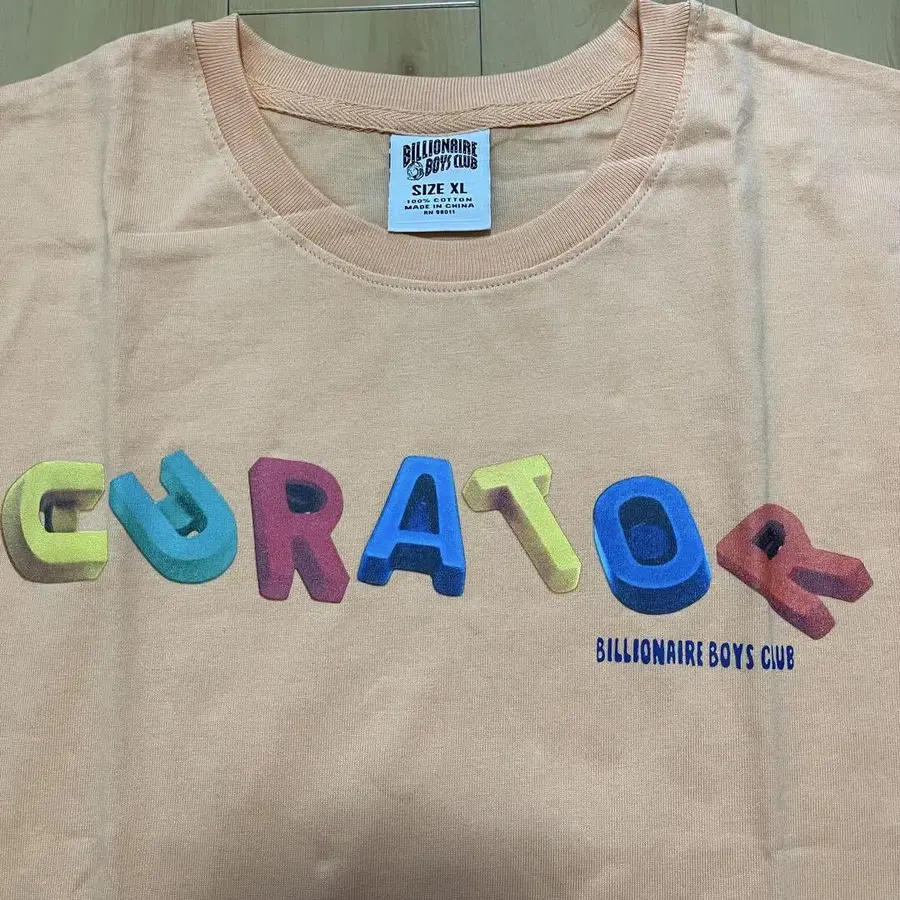 BILLIONAIRE
BOYS CLUB
SIZE XL
100% COTTON
MADE IN CHINA
RN 98011
CURATOR
BILLIONAIRE BOYS CLUB